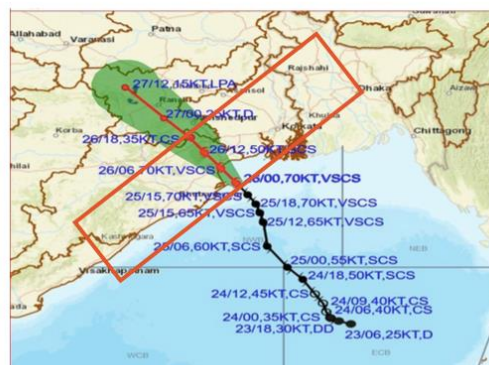 Allahabad
Varanasi
Patna
Rajshahi
Dhaka
Aizaw
27/12,15KT,LPA
Ranchi
Korba
Khulna
Kolkata
Chittagong
26/18,35KT,CS
26/12,50KT,SCS
26/06,70KT,VSCS
26/00,70KT,VSCS
25/15,70KT,VSCS
25/18,70KT,VSCS
25/15,65KT,VSCS
25/12,65KT,VSCS
25/06,60KT,SCS
NWB
NEB
25/00,55KT,SCS
Visakhapatnam
24/18,50KT,SCS
24/12,45KT,CS
24/09,40KT,CS
24/06,40KT,CS
24/00,35KT,CS
23/18,30KT,DD
23/06,25KT,D
WCB
ECB